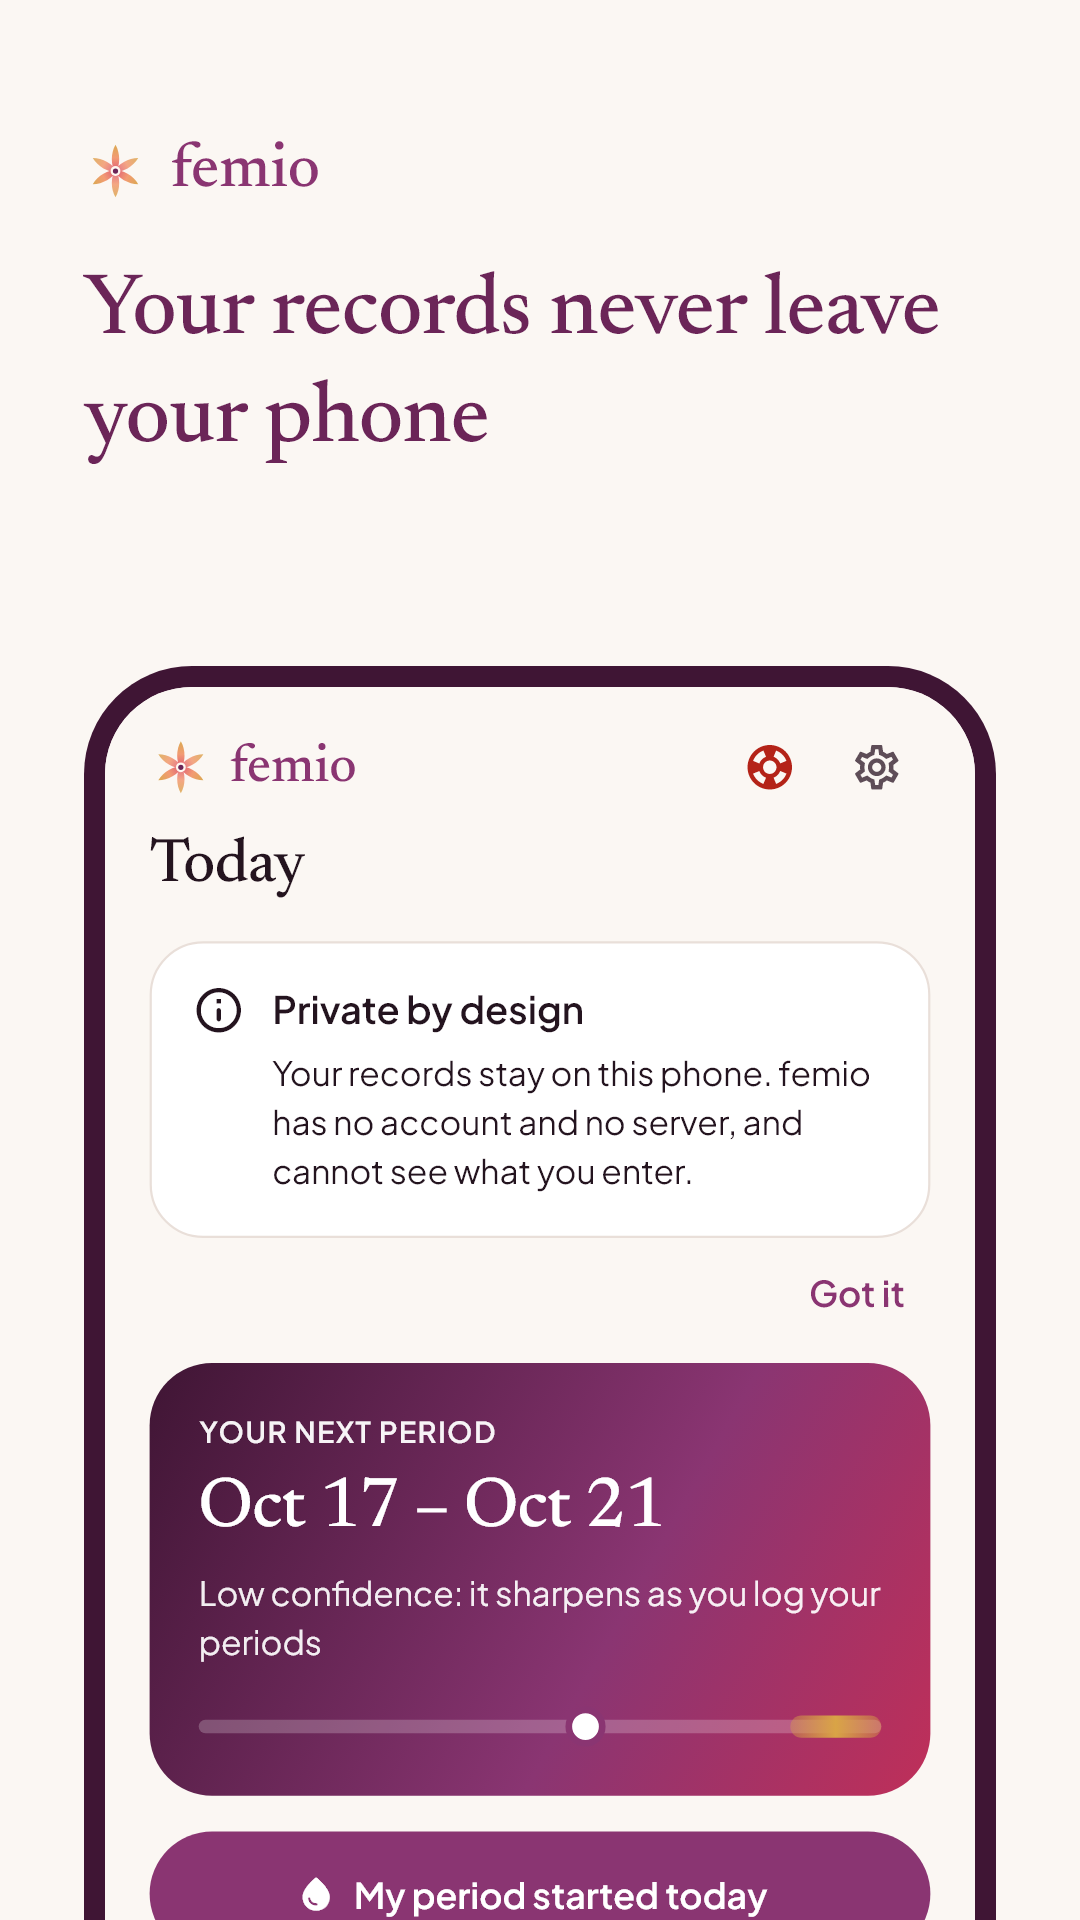 femio
Your records never leave
your phone
femio
Today
Private by design
Your records stay on this phone. femio
has no account and no server, and
cannot see what you enter.
Got it
YOUR NEXT PERIOD
Oct 17 – Oct 21
Low confidence: it sharpens as you log your
periods
My period started today